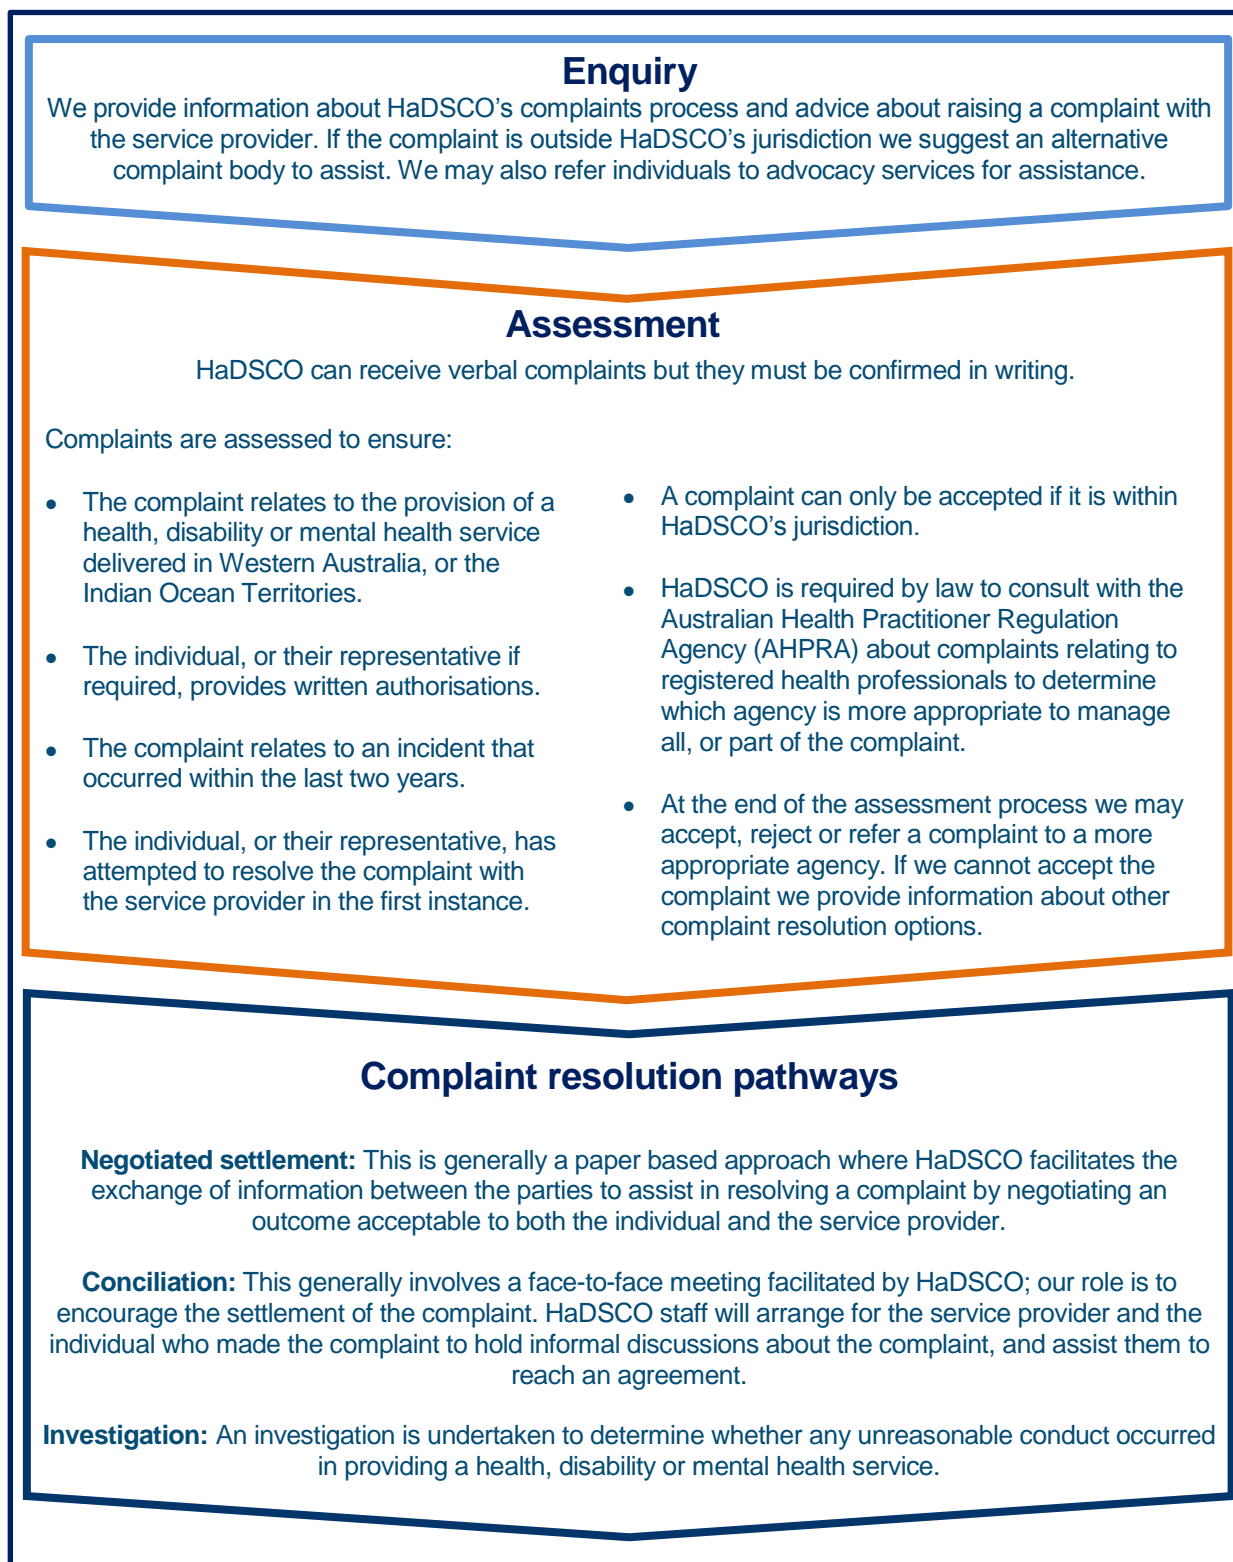 Enquiry
We provide information about HaDSCO’s complaints process and advice about raising a complaint with
the service provider. If the complaint is outside HaDSCO’s jurisdiction we suggest an alternative
complaint body to assist. We may also refer individuals to advocacy services for assistance.
Assessment
HaDSCO can receive verbal complaints but they must be confirmed in writing.
Complaints are assessed to ensure:
• The complaint relates to the provision of a
health, disability or mental health service
delivered in Western Australia, or the
Indian Ocean Territories.
• The individual, or their representative if
required, provides written authorisations.
• The complaint relates to an incident that
occurred within the last two years.
• The individual, or their representative, has
attempted to resolve the complaint with
the service provider in the first instance.
• A complaint can only be accepted if it is within
HaDSCO’s jurisdiction.
• HaDSCO is required by law to consult with the
Australian Health Practitioner Regulation
Agency (AHPRA) about complaints relating to
registered health professionals to determine
which agency is more appropriate to manage
all, or part of the complaint.
• At the end of the assessment process we may
accept, reject or refer a complaint to a more
appropriate agency. If we cannot accept the
complaint we provide information about other
complaint resolution options.
Complaint resolution pathways
Negotiated settlement: This is generally a paper based approach where HaDSCO facilitates the
exchange of information between the parties to assist in resolving a complaint by negotiating an
outcome acceptable to both the individual and the service provider.
Conciliation: This generally involves a face-to-face meeting facilitated by HaDSCO; our role is to
encourage the settlement of the complaint. HaDSCO staff will arrange for the service provider and the
individual who made the complaint to hold informal discussions about the complaint, and assist them to
reach an agreement.
Investigation: An investigation is undertaken to determine whether any unreasonable conduct occurred
in providing a health, disability or mental health service.